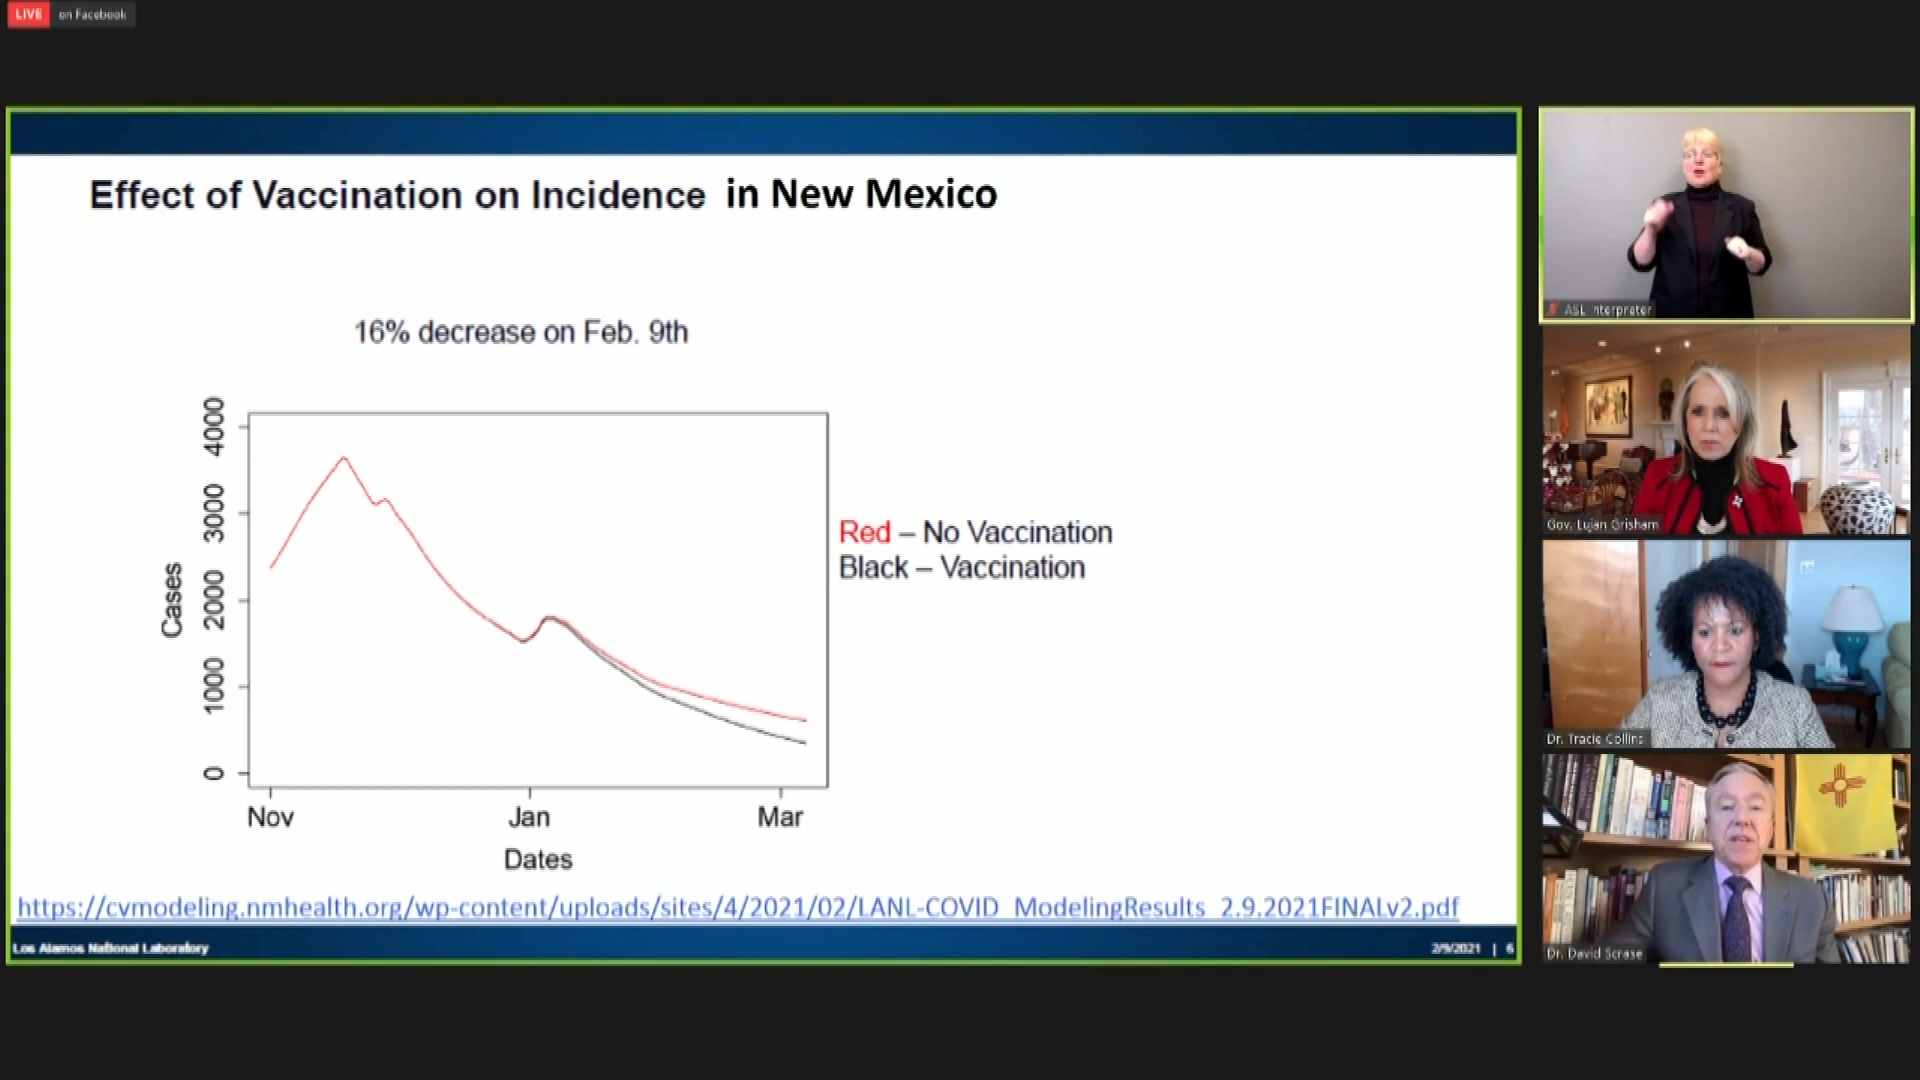 LIVE on Facebook
Effect of Vaccination on Incidence in New Mexico
16% decrease on Feb. 9th
4000
3000
2000
1000
0
Cases
Nov Jan Mar
Dates
Red – No Vaccination
Black – Vaccination
https://cvmodeling.nmhealth.org/wp-content/uploads/sites/4/2021/02/LANL-COVID_ModelingResults_2.9.2021FINALv2.pdf
Los Alamos National Laboratory
2/9/2021 | 6
ASL Interpreter
Gov. Lujan Grisham
Dr. Tracie Collins
Dr. David Scrase